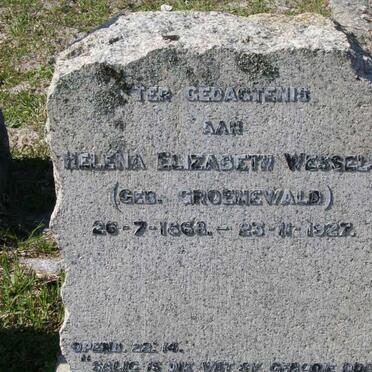 TER GEDAGTENIS
AAN
HELENA ELIZABETH WESSEL
(GEB. GROENEWALD)
26-7-1868.-23-11-1927.
OPENB. 22:14.
"SALIG IS DIE WAT SY GEBOOIE